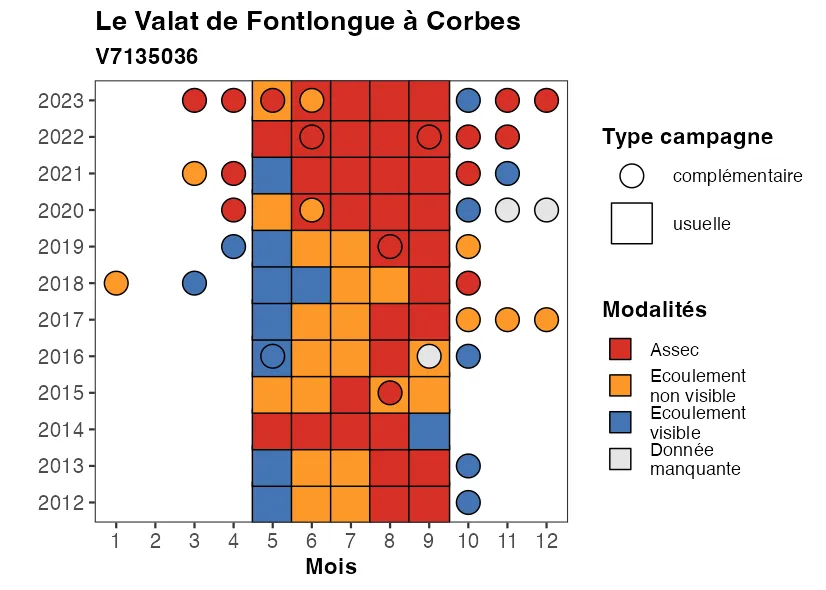 Le Valat de Fontlongue à Corbes
V7135036
2023
2022
2021
2020
2019
2018
2017
2016
2015
2014
2013
2012
1 2 3 4 5 6 7 8 9 10 11 12
Mois
Type campagne
complémentaire
usuelle
Modalités
Assec
Ecoulement
non visible
Ecoulement
visible
Donnée
manquante